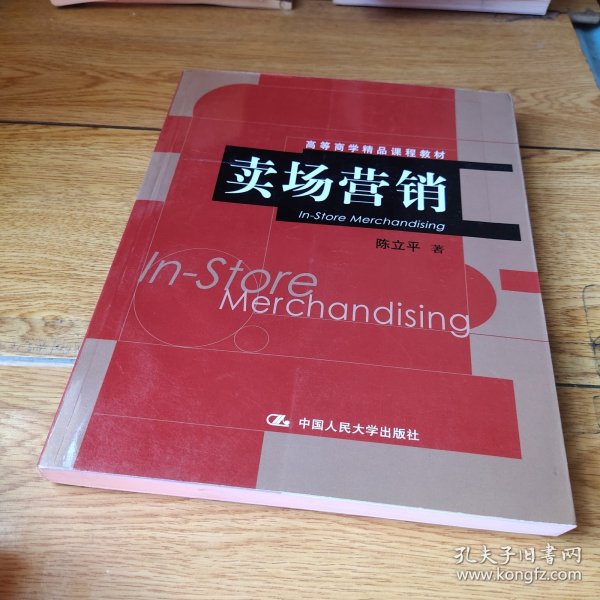 高等商学精品课程教材
卖场营销
In-Store Merchandising
陈立平 著
In-Store
Merchandising
中国人民大学出版社
孔夫子旧书网
www.kongfz.com